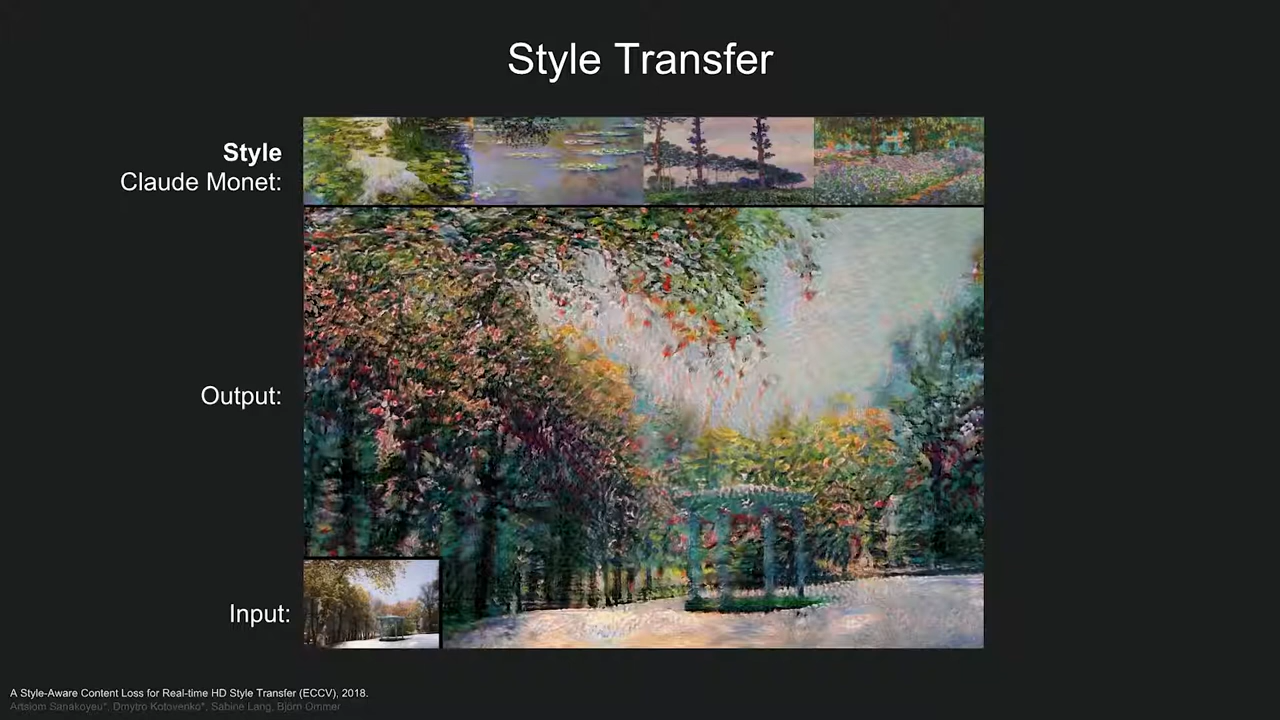 Style Transfer
Style
Claude Monet:
Output:
Input:
A Style-Aware Content Loss for Real-time HD Style Transfer (ECCV), 2018.
Artsiom Sanakoyeu*, Dmytro Kotovenko*, Sabine Lang, Björn Ommer